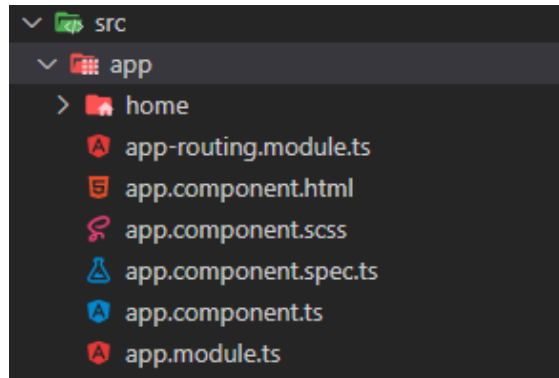 src
app
home
app-routing.module.ts
app.component.html
app.component.scss
app.component.spec.ts
app.component.ts
app.module.ts